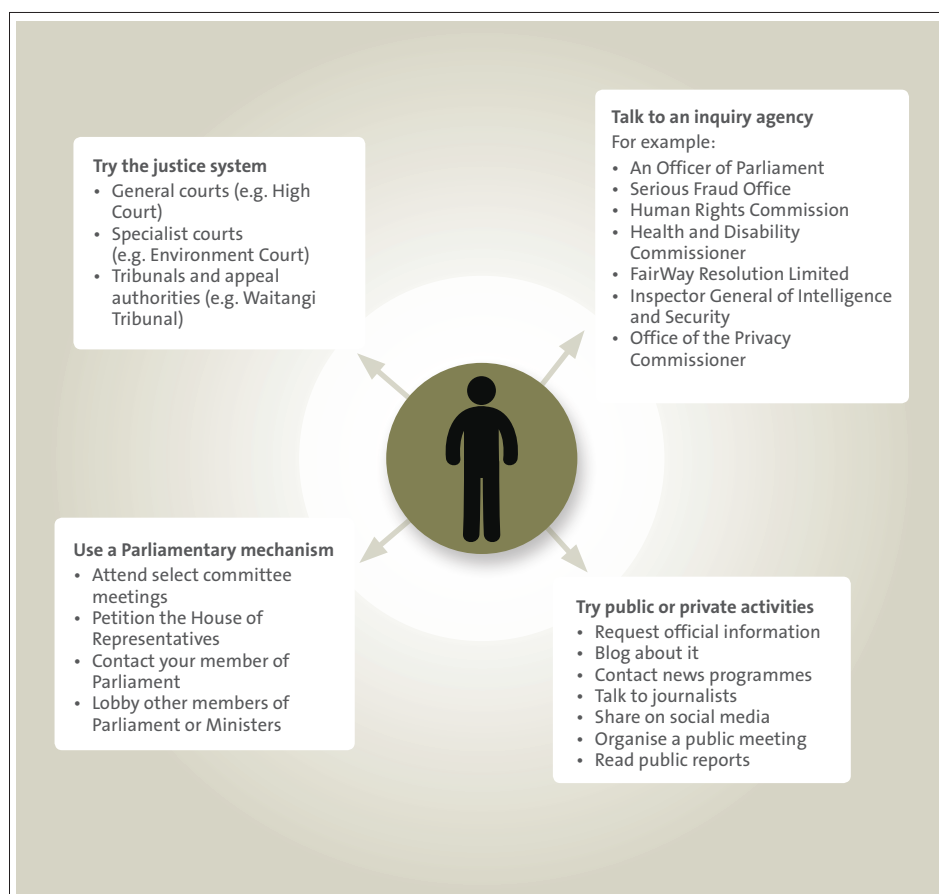 Try the justice system
• General courts (e.g. High
Court)
• Specialist courts
(e.g. Environment Court)
• Tribunals and appeal
authorities (e.g. Waitangi
Tribunal)
Talk to an inquiry agency
For example:
• An Officer of Parliament
• Serious Fraud Office
• Human Rights Commission
• Health and Disability
Commissioner
• FairWay Resolution Limited
• Inspector General of Intelligence
and Security
• Office of the Privacy
Commissioner
Use a Parliamentary mechanism
• Attend select committee
meetings
• Petition the House of
Representatives
• Contact your member of
Parliament
• Lobby other members of
Parliament or Ministers
Try public or private activities
• Request official information
• Blog about it
• Contact news programmes
• Talk to journalists
• Share on social media
• Organise a public meeting
• Read public reports